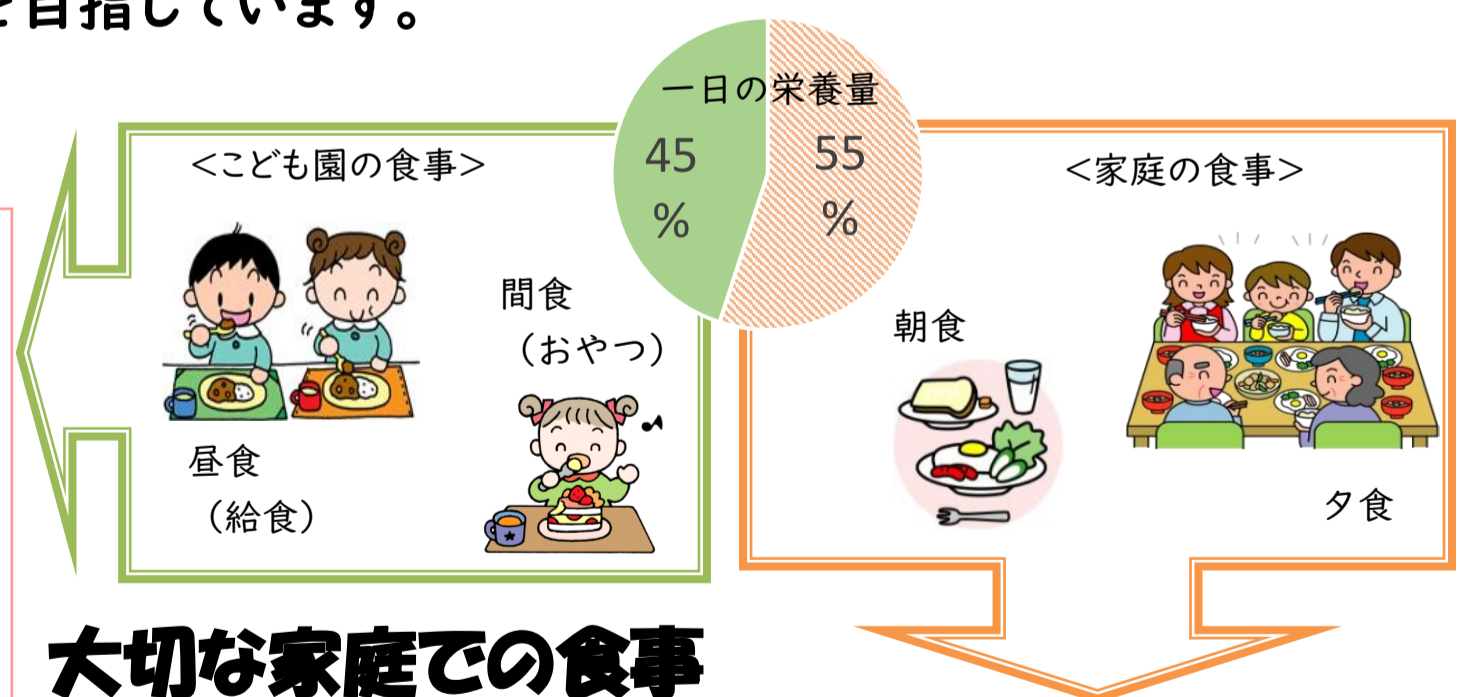 を目指しています。
一日の栄養量
45
%
55
%
<こども園の食事>
間食
（おやつ）
昼食
（給食）
<家庭の食事>
朝食
夕食
大切な家庭での食事